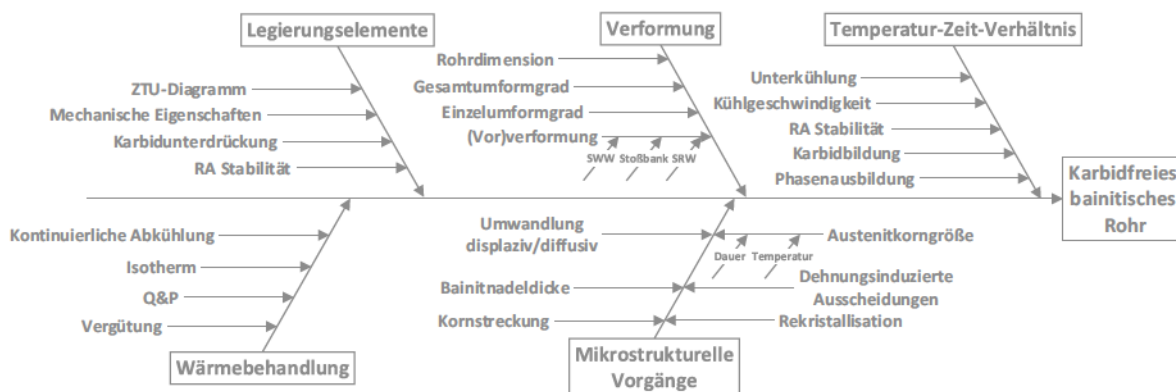 Legierungselemente
ZTU-Diagramm
Mechanische Eigenschaften
Karbidunterdrückung
RA Stabilität
Verformung
Rohrdimension
Gesamtumformgrad
Einzelumformgrad
(Vor)verformung
SWW Stoßbank SRW
Temperatur-Zeit-Verhältnis
Unterkühlung
Kühlgeschwindigkeit
RA Stabilität
Karbidbildung
Phasenausbildung
Karbidfreies
bainitisches
Rohr
Kontinuierliche Abkühlung
Isotherm
Q&P
Vergütung
Wärmebehandlung
Umwandlung
displaziv/diffusiv
Bainitnadeldicke
Kornstreckung
Austenitkorngröße
Dauer Temperatur
Dehnungsinduzierte
Ausscheidungen
Rekristallisation
Mikrostrukturelle
Vorgänge